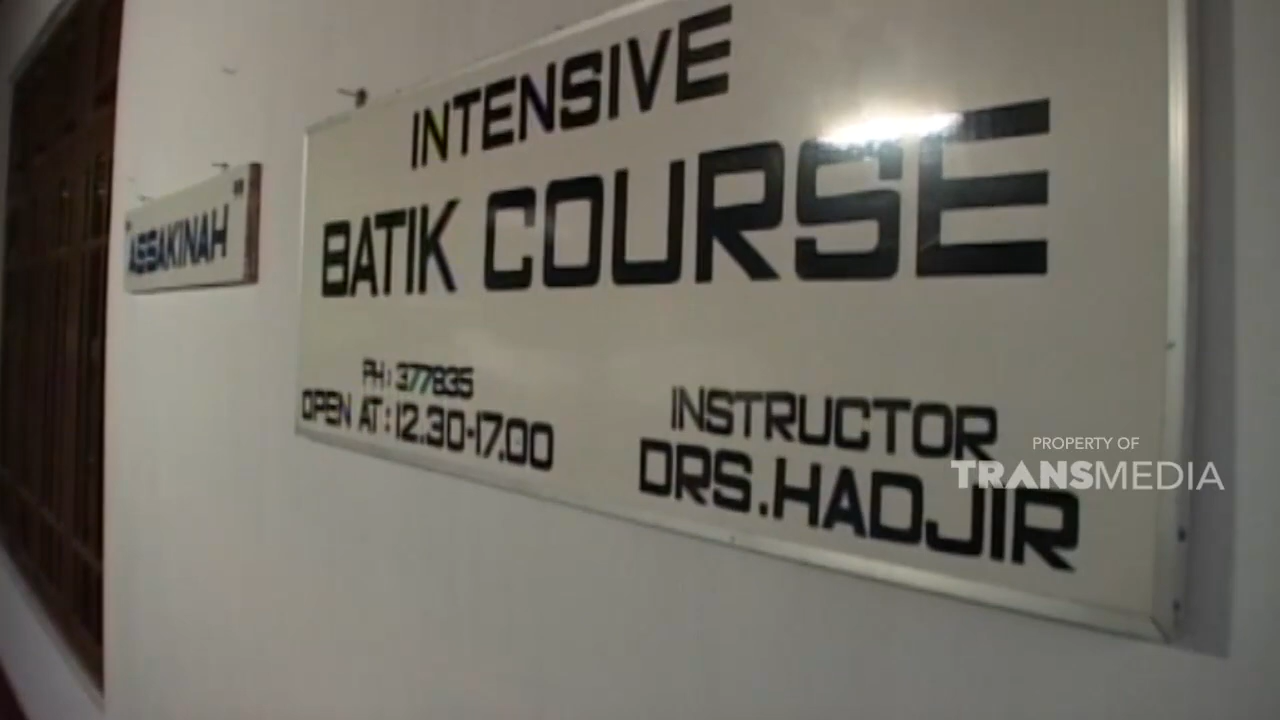 INTENSIVE
BATIK COURSE
"ASSAKINAH"
PH : 377835
OPEN AT : 12.30-17.00
INSTRUCTOR
DRS.HADJIR
PROPERTY OF
TRANSMEDIA